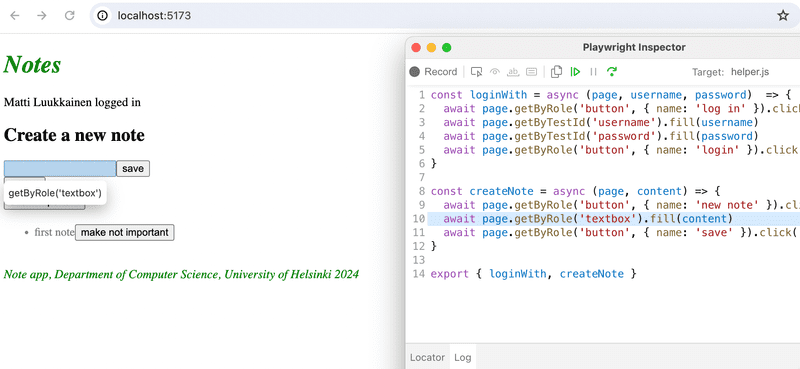 localhost:5173
Notes
Matti Luukkainen logged in
Create a new note
save
getByRole('textbox')
first note make not important
Note app, Department of Computer Science, University of Helsinki 2024
Playwright Inspector
Record
Target: helper.js
1 const loginWith = async (page, username, password)  => {
2   await page.getByRole('button', { name: 'log in' }).clic
3   await page.getByTestId('username').fill(username)
4   await page.getByTestId('password').fill(password)
5   await page.getByRole('button', { name: 'login' }).click
6 }
7
8 const createNote = async (page, content) => {
9   await page.getByRole('button', { name: 'new note' }).cl
10   await page.getByRole('textbox').fill(content)
11   await page.getByRole('button', { name: 'save' }).click(
12 }
13
14 export { loginWith, createNote }
Locator Log